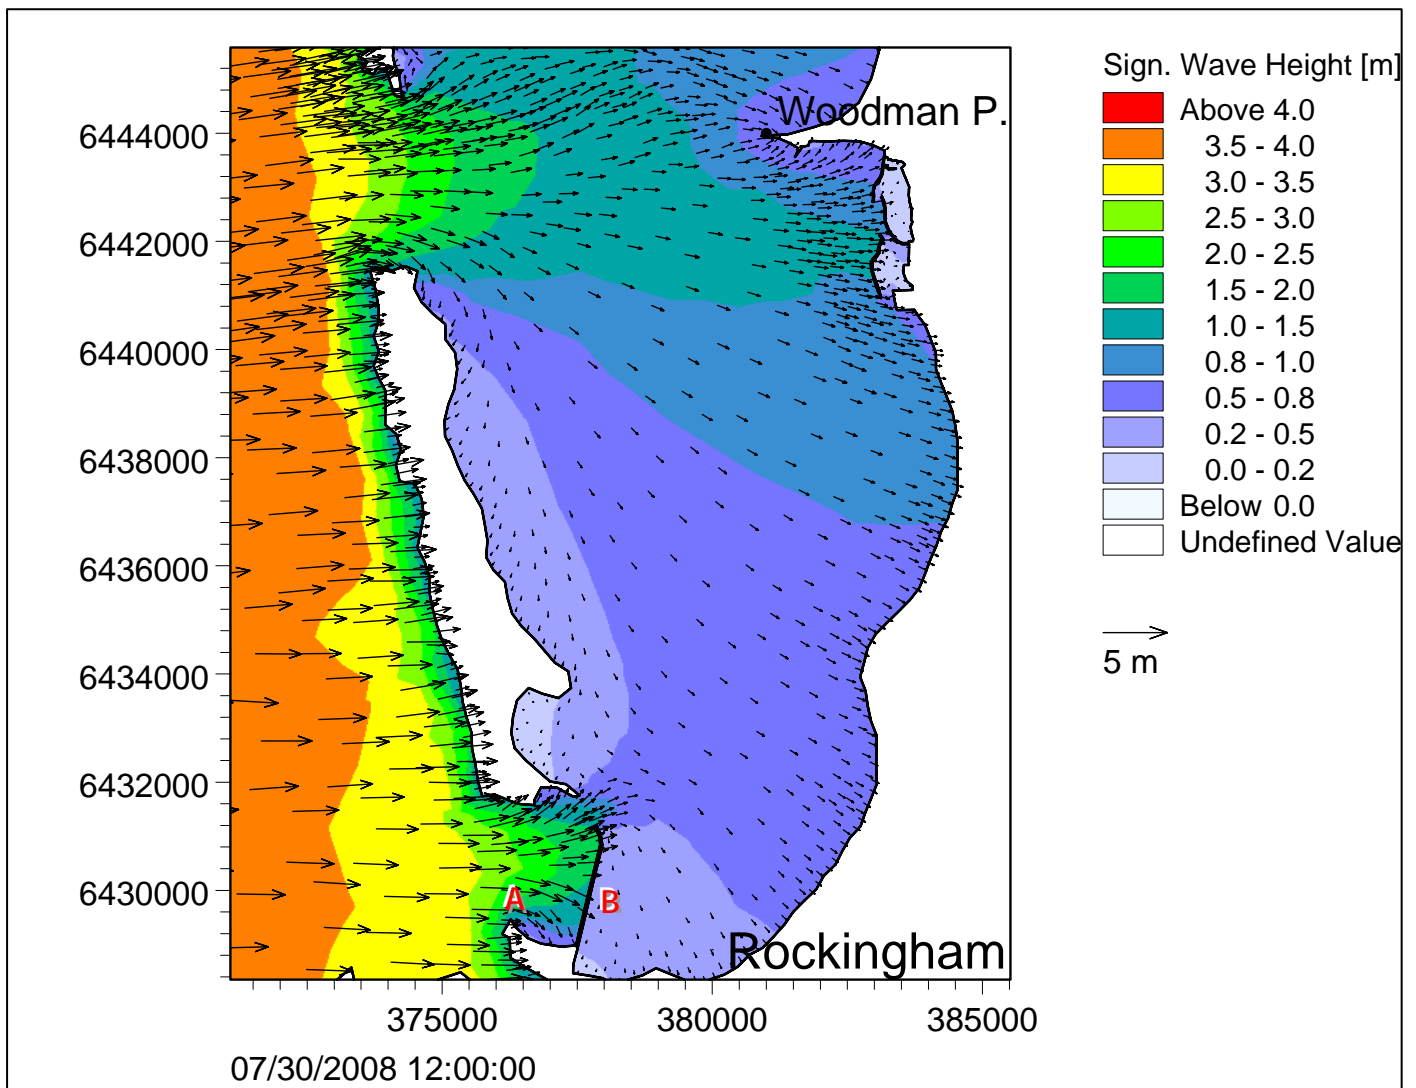 Sign. Wave Height [m]
Above 4.0
3.5 - 4.0
3.0 - 3.5
2.5 - 3.0
2.0 - 2.5
1.5 - 2.0
1.0 - 1.5
0.8 - 1.0
0.5 - 0.8
0.2 - 0.5
0.0 - 0.2
Below 0.0
Undefined Value
5 m
Woodman P.
6444000
6442000
6440000
6438000
6436000
6434000
6432000
6430000
A
B
Rockingham
375000
380000
385000
07/30/2008 12:00:00